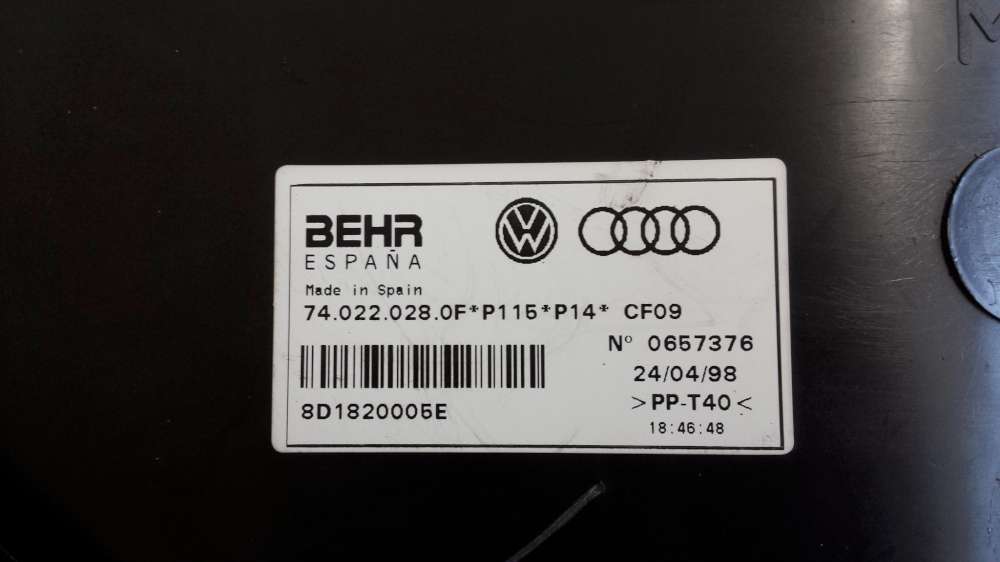 BEHR
ESPAÑA
Made in Spain
74.022.028.0F*P115*P14* CF09
Nº 0657376
24/04/98
8D1820005E
>PP-T40<
18:46:48